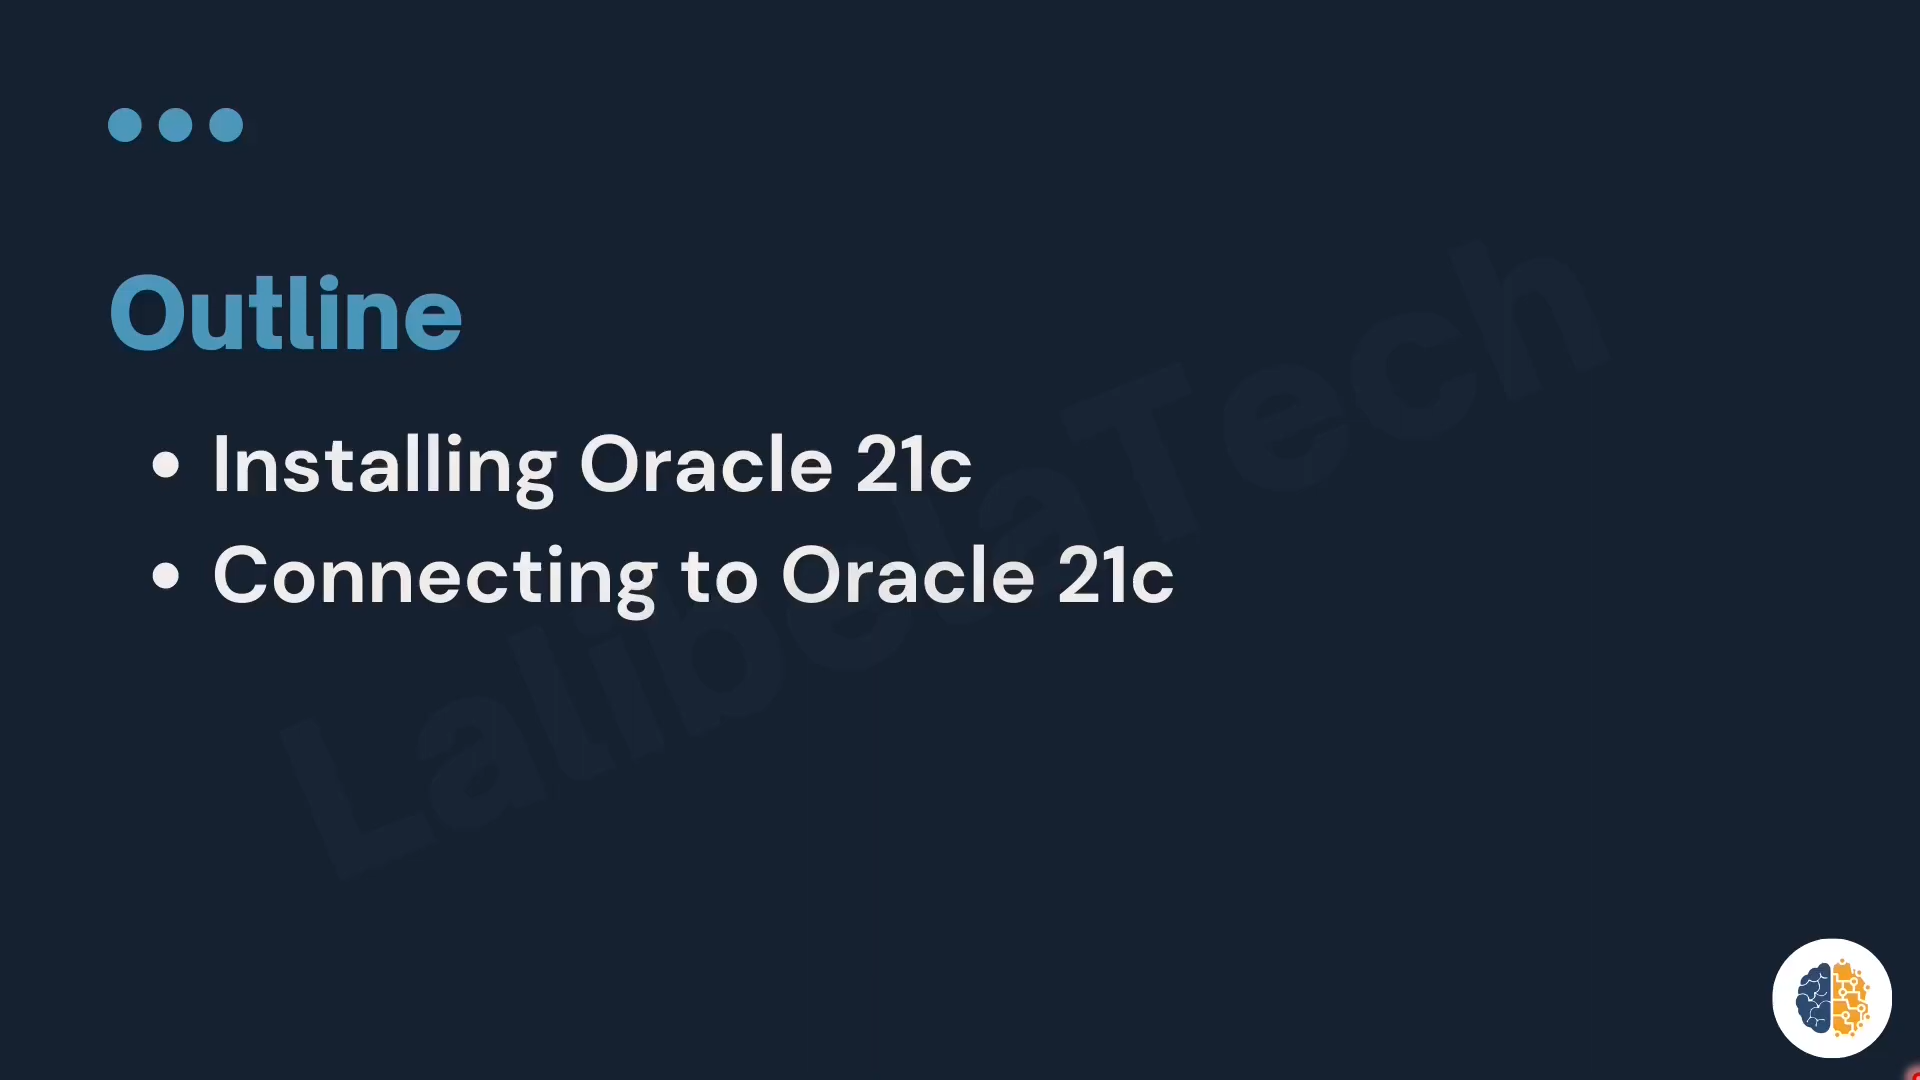 Outline
• Installing Oracle 21c
• Connecting to Oracle 21c
LalibelaTech